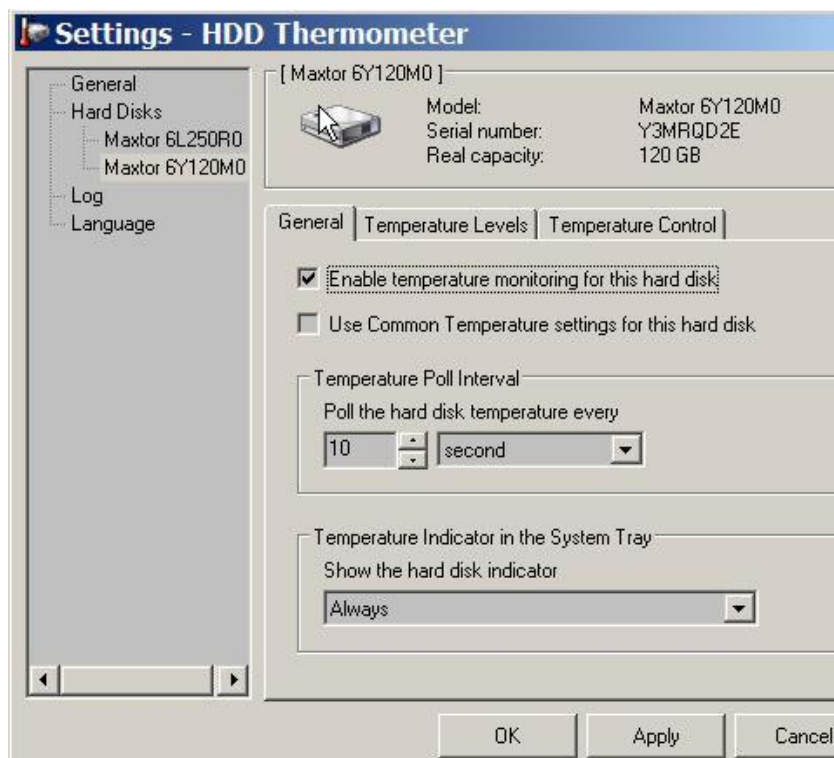 Settings - HDD Thermometer
General
Hard Disks
Maxtor 6L250R0
Maxtor 6Y120M0
Log
Language
[ Maxtor 6Y120M0 ]
Model: Maxtor 6Y120M0
Serial number: Y3MRQD2E
Real capacity: 120 GB
General Temperature Levels Temperature Control
Enable temperature monitoring for this hard disk
Use Common Temperature settings for this hard disk
Temperature Poll Interval
Poll the hard disk temperature every
10 second
Temperature Indicator in the System Tray
Show the hard disk indicator
Always
OK Apply Cancel